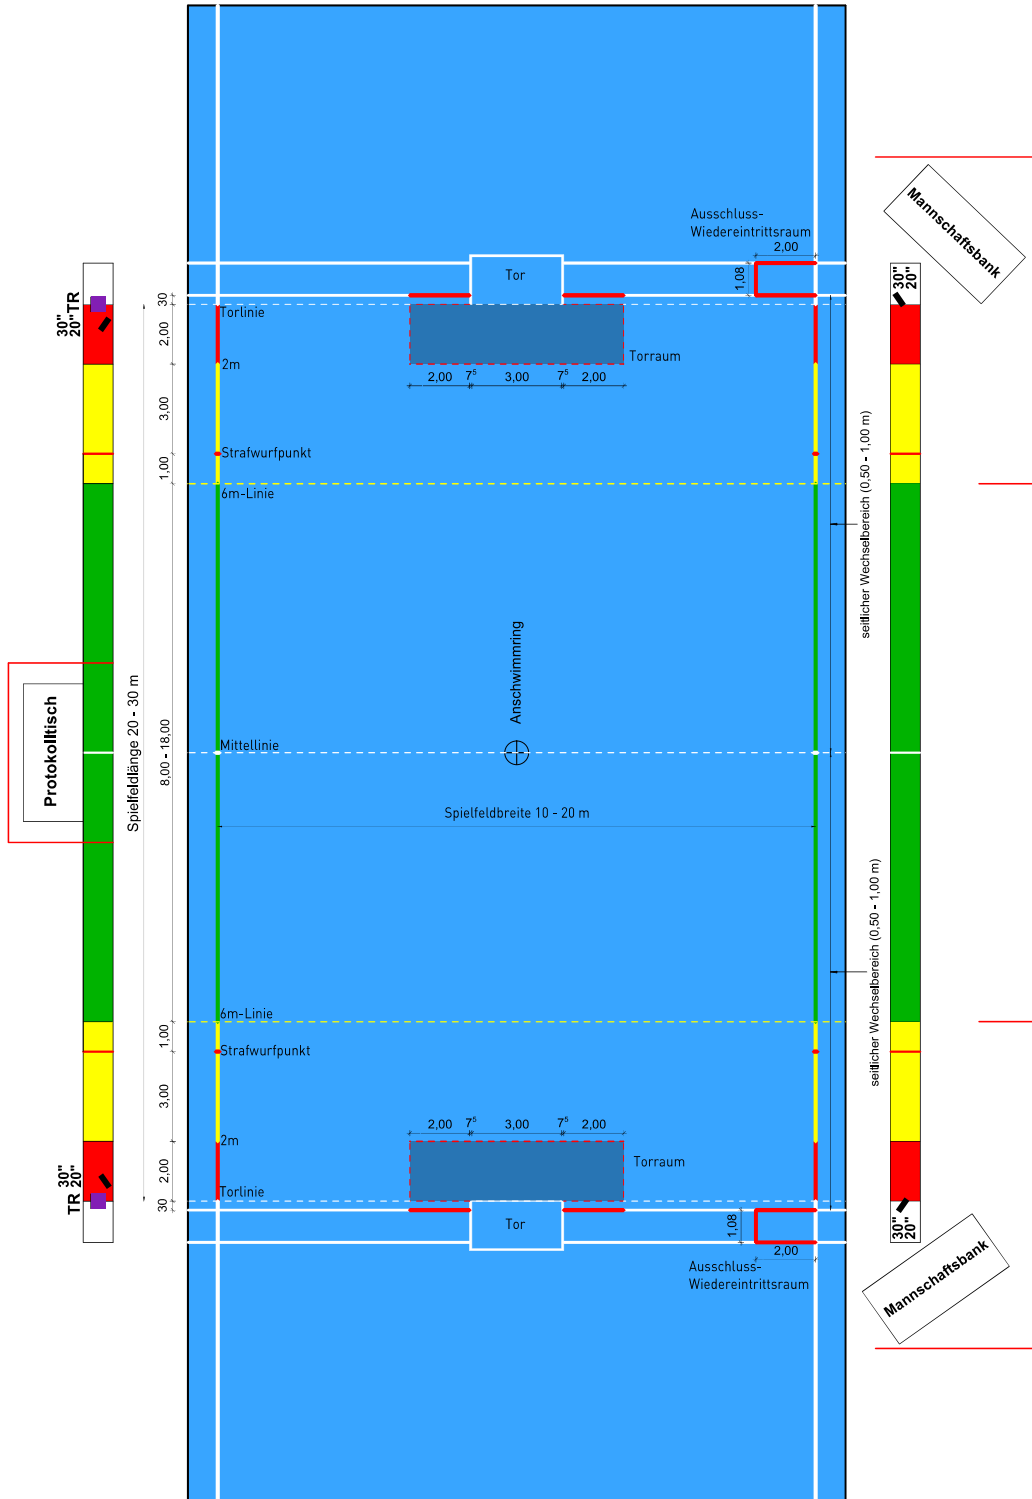 Ausschluss-
Wiedereintrittsraum
2,00
1,08
Mannschaftsbank
Tor
30"
20" TR
30"
20"
30
Torlinie
2,00
2m
Torraum
2,00
7⁵
3,00
7⁵
2,00
3,00
Strafwurfpunkt
1,00
6m-Linie
seitlicher Wechselbereich (0,50 - 1,00 m)
Anschwimmring
Protokolltisch
Spielfeldlänge 20 - 30 m
8,00 - 18,00
Mittellinie
Spielfeldbreite 10 - 20 m
seitlicher Wechselbereich (0,50 - 1,00 m)
6m-Linie
1,00
Strafwurfpunkt
3,00
2,00
7⁵
3,00
7⁵
2,00
2m
Torraum
2,00
30"
TR 20"
Torlinie
30
Tor
1,08
2,00
30"
20"
Mannschaftsbank
Ausschluss-
Wiedereintrittsraum